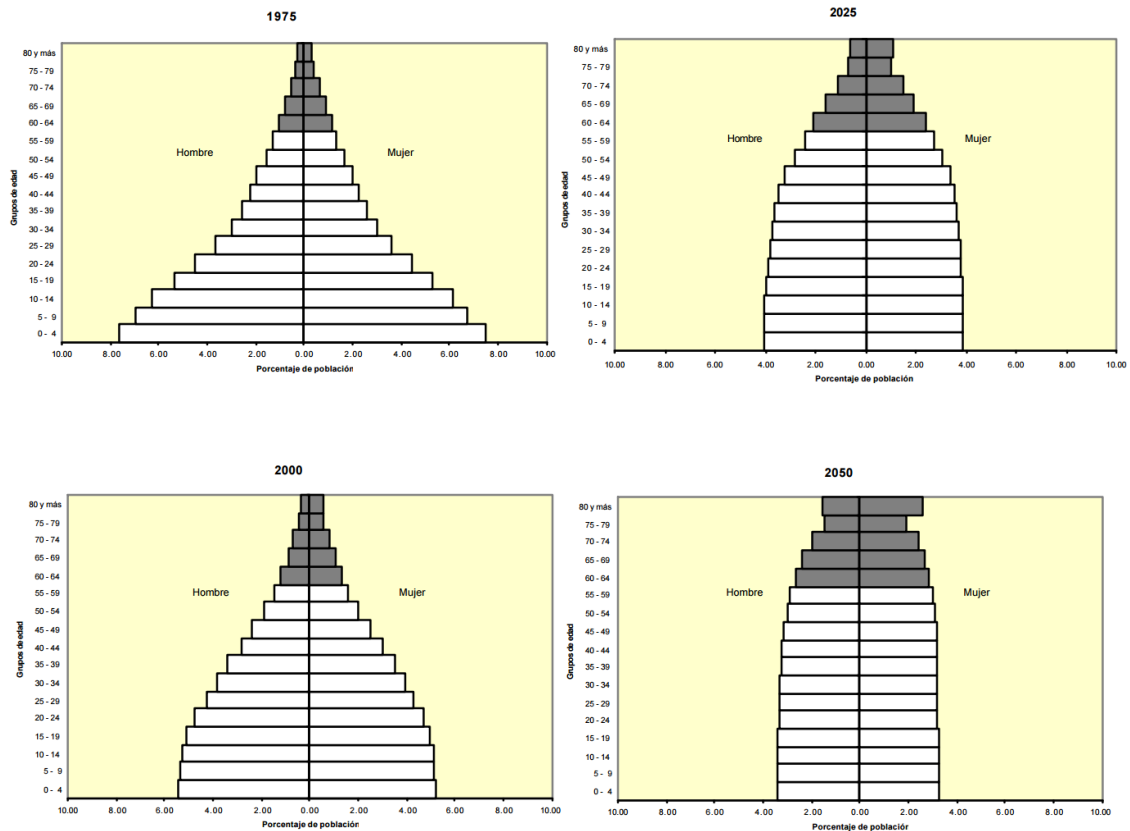 1975
80 y más
75 - 79
70 - 74
65 - 69
60 - 64
55 - 59
50 - 54
45 - 49
40 - 44
35 - 39
30 - 34
25 - 29
20 - 24
15 - 19
10 - 14
5 - 9
0 - 4
Grupos de edad
Hombre
Mujer
10.00 8.00 6.00 4.00 2.00 0.00 2.00 4.00 6.00 8.00 10.00
Porcentaje de población
2025
80 y más
75 - 79
70 - 74
65 - 69
60 - 64
55 - 59
50 - 54
45 - 49
40 - 44
35 - 39
30 - 34
25 - 29
20 - 24
15 - 19
10 - 14
5 - 9
0 - 4
Grupos de edad
Hombre
Mujer
10.00 8.00 6.00 4.00 2.00 0.00 2.00 4.00 6.00 8.00 10.00
Porcentaje de población
2000
80 y más
75 - 79
70 - 74
65 - 69
60 - 64
55 - 59
50 - 54
45 - 49
40 - 44
35 - 39
30 - 34
25 - 29
20 - 24
15 - 19
10 - 14
5 - 9
0 - 4
Grupos de edad
Hombre
Mujer
10.00 8.00 6.00 4.00 2.00 0.00 2.00 4.00 6.00 8.00 10.00
Porcentaje de población
2050
80 y más
75 - 79
70 - 74
65 - 69
60 - 64
55 - 59
50 - 54
45 - 49
40 - 44
35 - 39
30 - 34
25 - 29
20 - 24
15 - 19
10 - 14
5 - 9
0 - 4
Grupos de edad
Hombre
Mujer
10.00 8.00 6.00 4.00 2.00 0.00 2.00 4.00 6.00 8.00 10.00
Porcentaje de población